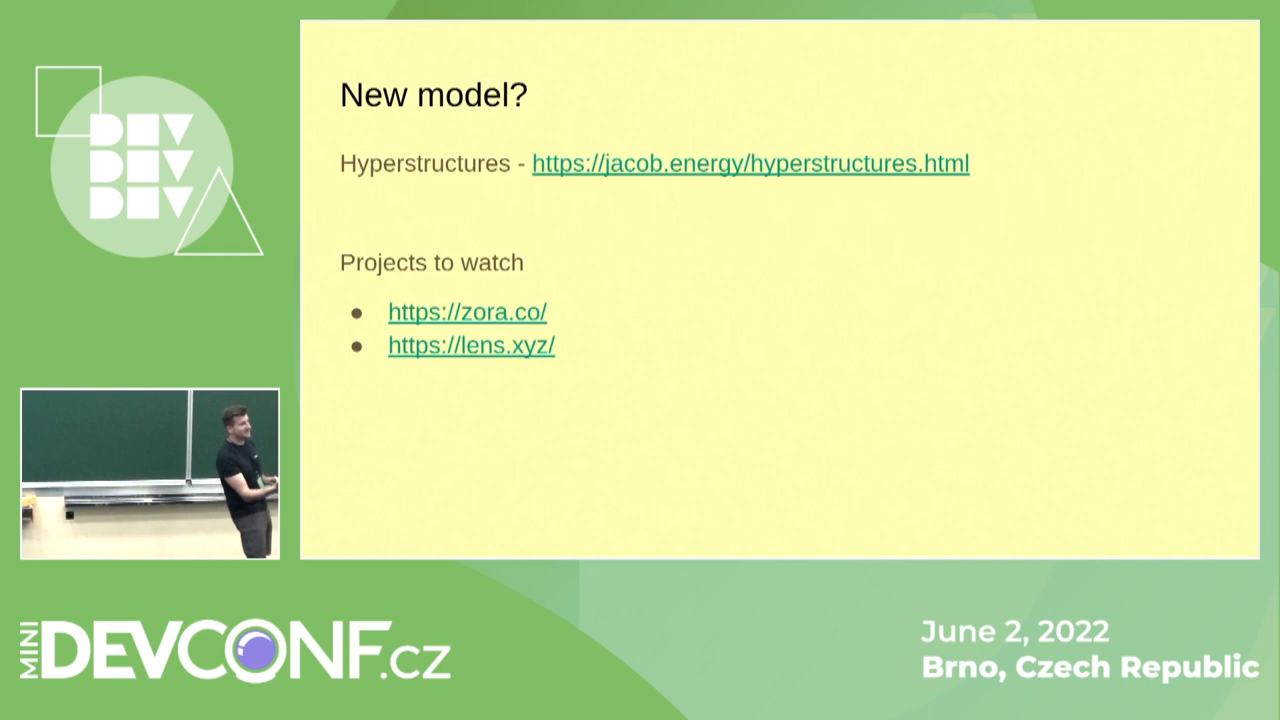 DEV
DEV
DEV
New model?
Hyperstructures - https://jacob.energy/hyperstructures.html
Projects to watch
● https://zora.co/
● https://lens.xyz/
MINI
DEVCONF.cz
June 2, 2022
Brno, Czech Republic